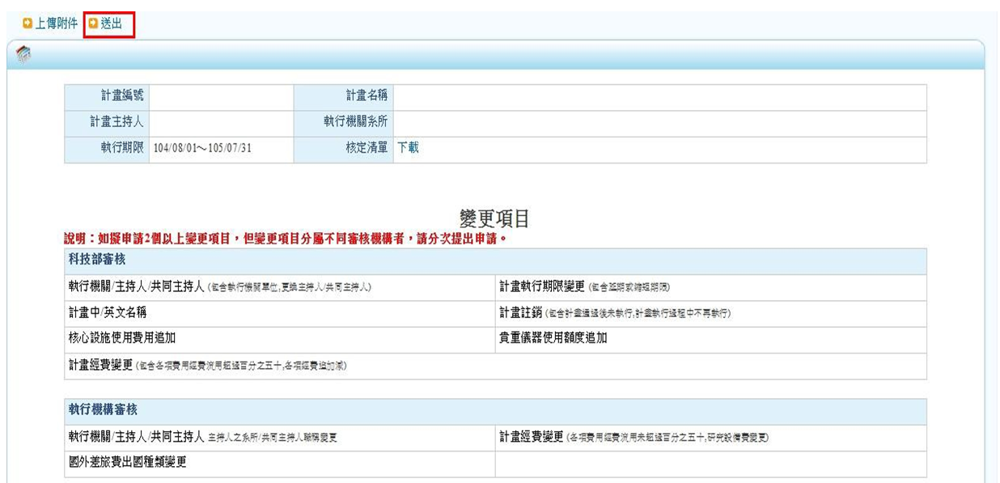 上傳附件 送出
計畫編號 計畫名稱
計畫主持人 執行機關系所
執行期限 104/08/01～105/07/31 核定清單 下載
變更項目
說明：如擬申請2個以上變更項目，但變更項目分屬不同審核機構者，請分次提出申請。
科技部審核
執行機關/主持人/共同主持人 (包含執行機關單位,更換主持人/共同主持人) 計畫執行期限變更 (包含延期或縮短期限)
計畫中/英文名稱 計畫註銷 (包含計畫通過後未執行,計畫執行過程中不再執行)
核心設施使用費用追加 貴重儀器使用額度追加
計畫經費變更 (包含各項費用經費流用超過百分之五十,各項經費追加減)
執行機構審核
執行機關/主持人/共同主持人 主持人之系所/共同主持人職稱變更 計畫經費變更 (各項費用經費流用未超過百分之五十,研究設備費變更)
國外差旅費出國種類變更